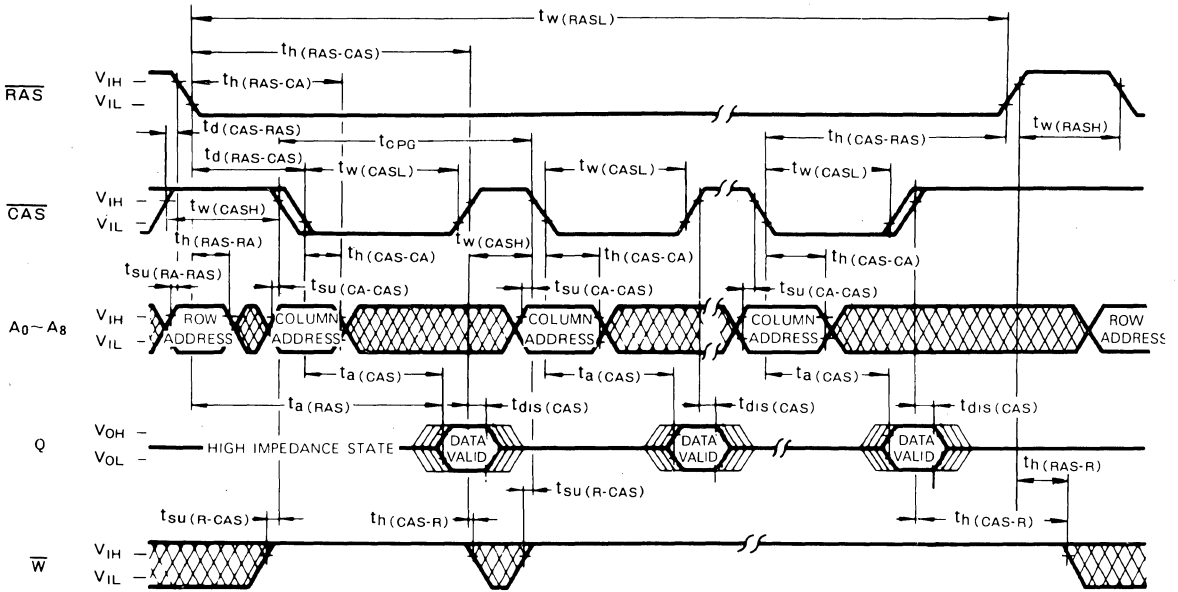 tw(RASL)
th(RAS-CAS)
th(RAS-CA)
RAS
VIH
VIL
td(CAS-RAS)
tCPG
th(CAS-RAS)
tw(RASH)
td(RAS-CAS)
tw(CASL)
tw(CASL)
tw(CASL)
CAS
VIH
VIL
tw(CASH)
tw(CASH)
th(RAS-RA)
th(CAS-CA)
th(CAS-CA)
th(CAS-CA)
tsu(RA-RAS)
tsu(CA-CAS)
tsu(CA-CAS)
tsu(CA-CAS)
A0~A8
VIH
VIL
ROW ADDRESS
COLUMN ADDRESS
COLUMN ADDRESS
COLUMN ADDRESS
ROW ADDRESS
ta(CAS)
ta(CAS)
ta(CAS)
ta(RAS)
tDIS(CAS)
tDIS(CAS)
tDIS(CAS)
Q
VOH
VOL
HIGH IMPEDANCE STATE
DATA VALID
DATA VALID
DATA VALID
th(RAS-R)
tsu(R-CAS)
tsu(R-CAS)
th(CAS-R)
th(CAS-R)
W
VIH
VIL